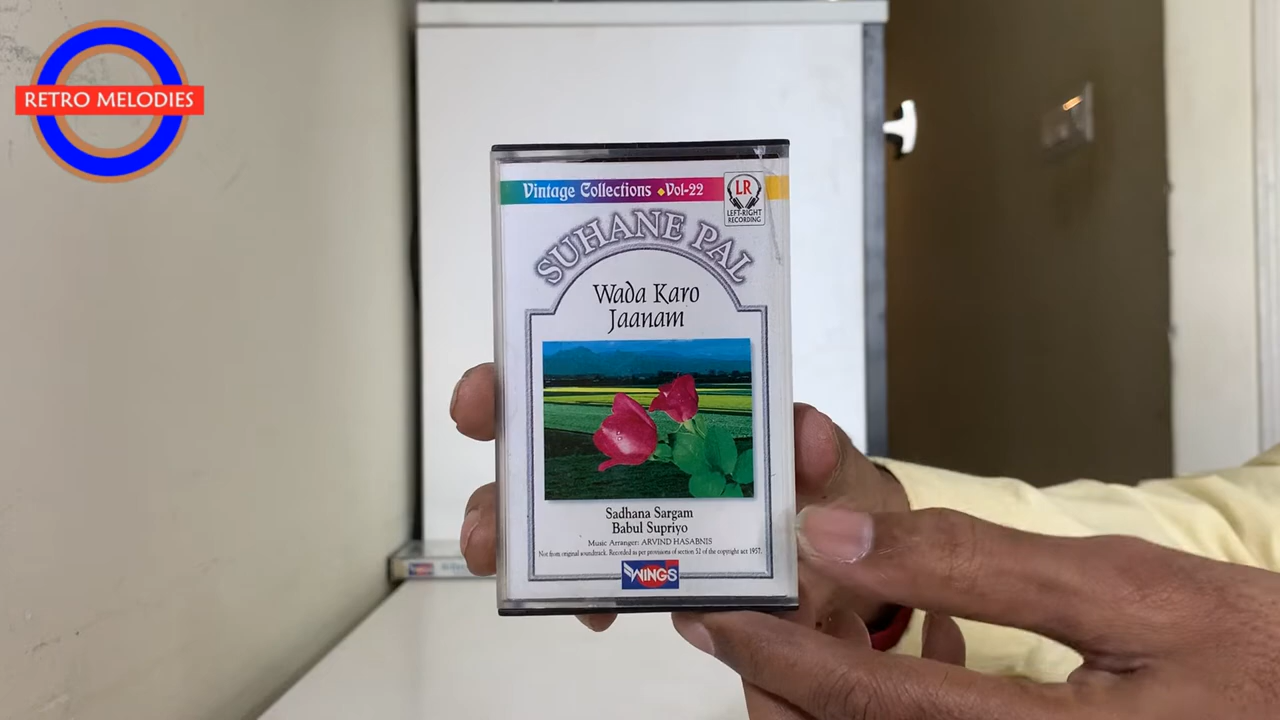 RETRO MELODIES
Vintage Collections ◆Vol-22
LR
LEFT-RIGHT
RECORDING
SUHANE PAL
Wada Karo
Jaanam
Sadhana Sargam
Babul Supriyo
Music Arranger: ARVIND HASABNIS
Not from original soundtrack. Recorded as per provisions of section 52 of the copyright act 1957.
WINGS
WINGS